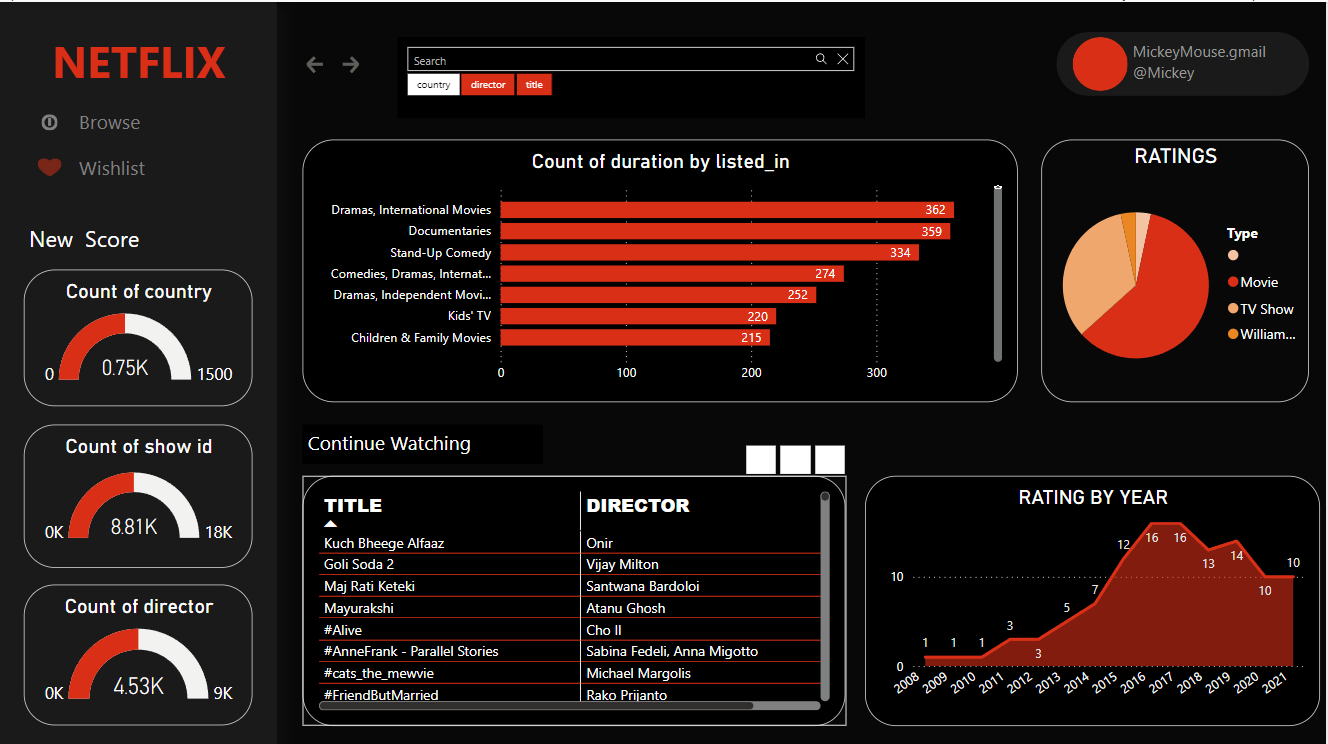 NETFLIX
Browse
Wishlist
New Score
Count of country
0 0.75K 1500
Count of show id
0K 8.81K 18K
Count of director
0K 4.53K 9K
Search
country director title
MickeyMouse.gmail
@Mickey
Count of duration by listed_in
Dramas, International Movies 362
Documentaries 359
Stand-Up Comedy 334
Comedies, Dramas, Internat... 274
Dramas, Independent Movi... 252
Kids' TV 220
Children & Family Movies 215
0 100 200 300
RATINGS
Type
Movie
TV Show
William...
Continue Watching
TITLE DIRECTOR
Kuch Bheege Alfaaz Onir
Goli Soda 2 Vijay Milton
Maj Rati Keteki Santwana Bardoloi
Mayurakshi Atanu Ghosh
#Alive Cho Il
#AnneFrank - Parallel Stories Sabina Fedeli, Anna Migotto
#cats_the_mewvie Michael Margolis
#FriendButMarried Rako Prijanto
RATING BY YEAR
10
0
1 1 1 3 3 5 7 12 16 16 13 14 10 10
2008 2009 2010 2011 2012 2013 2014 2015 2016 2017 2018 2019 2020 2021